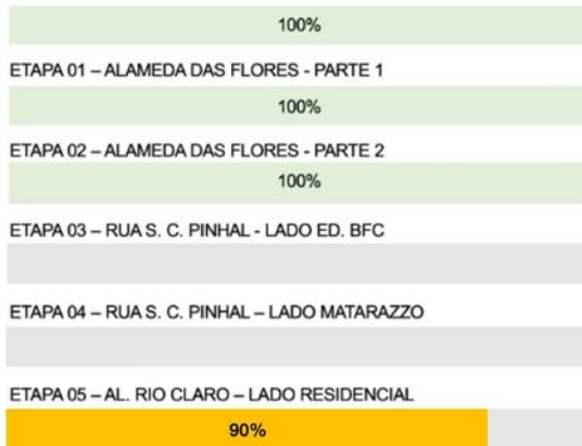 100%
ETAPA 01 – ALAMEDA DAS FLORES - PARTE 1
100%
ETAPA 02 – ALAMEDA DAS FLORES - PARTE 2
100%
ETAPA 03 – RUA S. C. PINHAL - LADO ED. BFC
ETAPA 04 – RUA S. C. PINHAL – LADO MATARAZZO
ETAPA 05 – AL. RIO CLARO – LADO RESIDENCIAL
90%